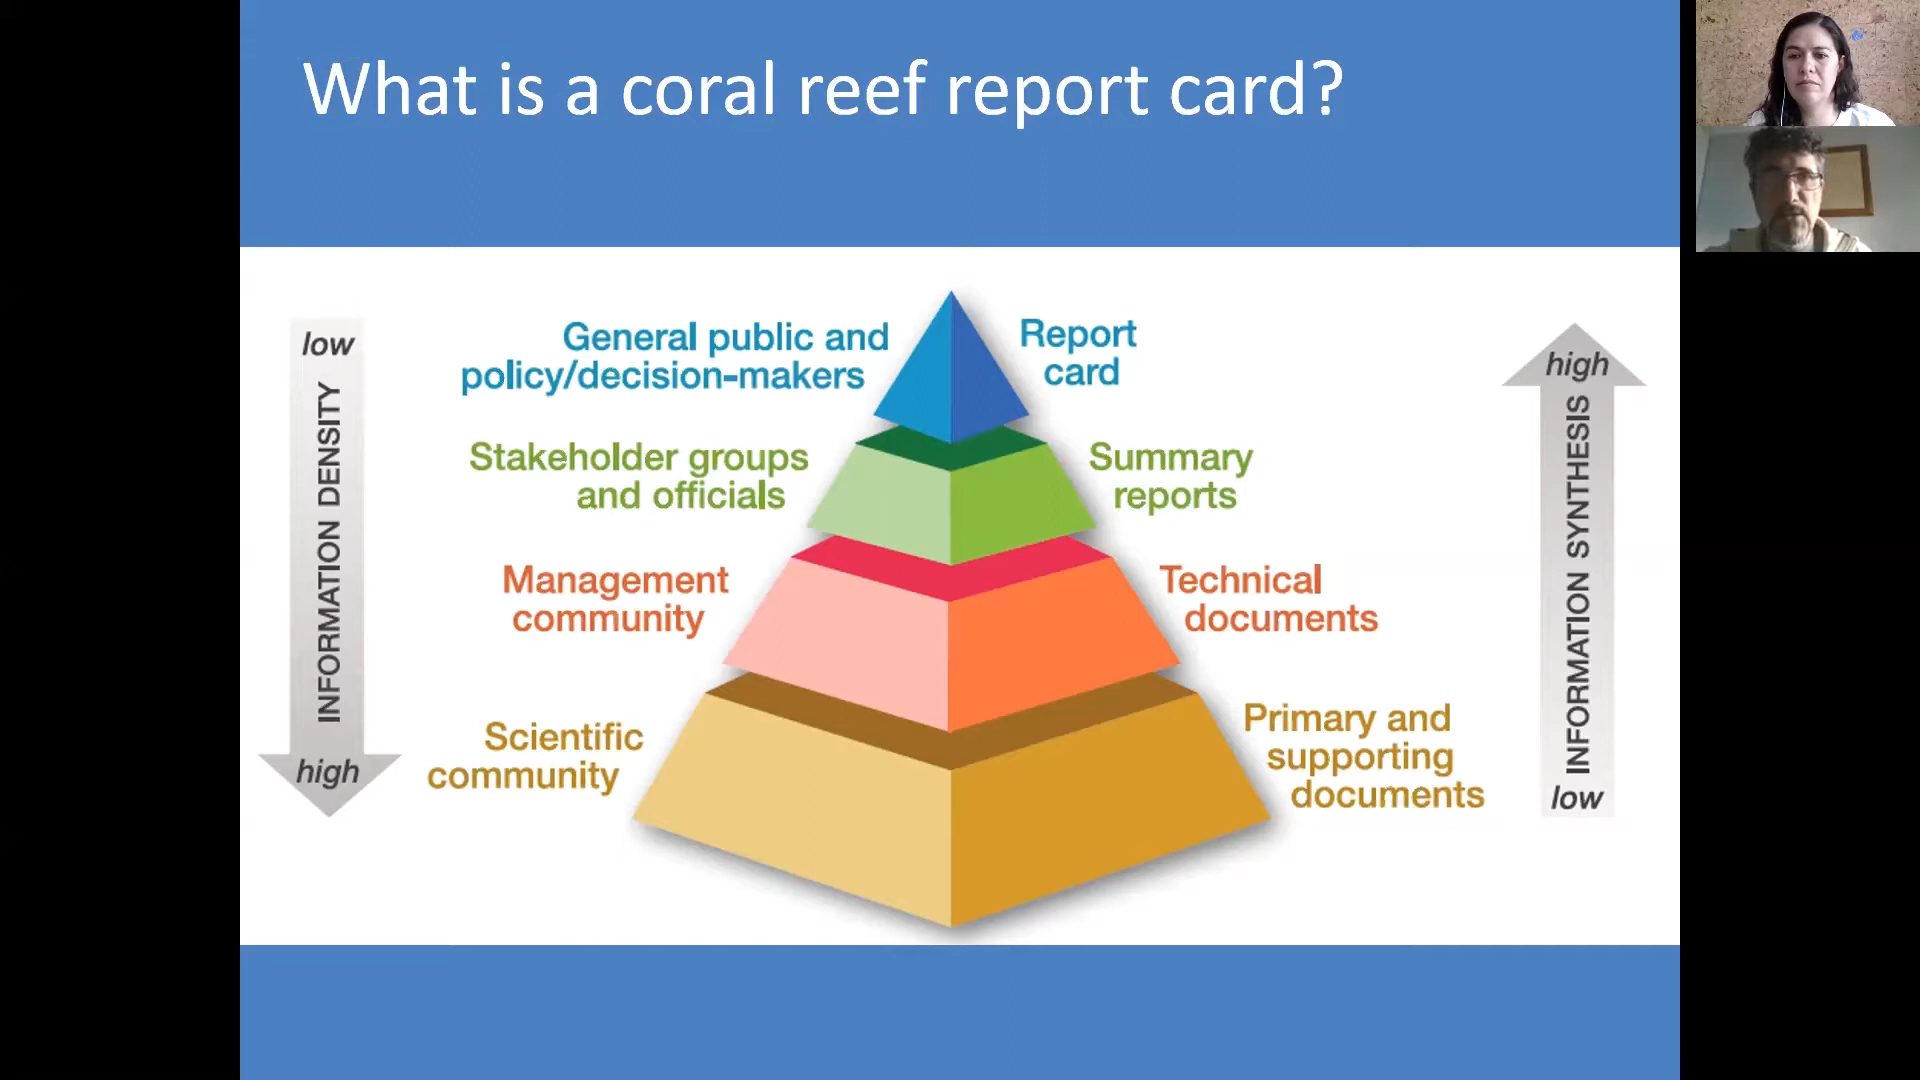 What is a coral reef report card?
low
INFORMATION DENSITY
high
General public and
policy/decision-makers
Report
card
Stakeholder groups
and officials
Summary
reports
Management
community
Technical
documents
Scientific
community
Primary and
supporting
documents
high
INFORMATION SYNTHESIS
low